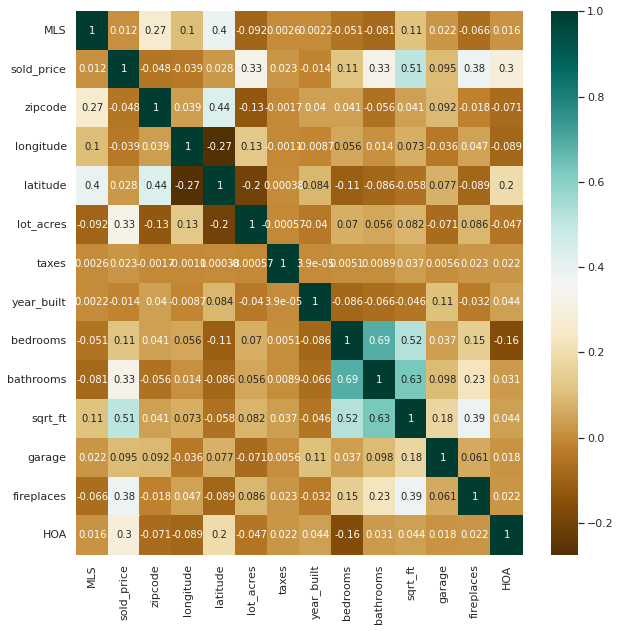 MLS 1 0.012 0.27 0.1 0.4 -0.092 0.0026 0.0022 -0.051 -0.081 0.11 0.022 -0.066 0.016
sold_price 0.012 1 -0.048 -0.039 0.028 0.33 0.023 -0.014 0.11 0.33 0.51 0.095 0.38 0.3
zipcode 0.27 -0.048 1 0.039 0.44 -0.13 -0.0017 0.04 0.041 -0.056 0.041 0.092 -0.018 -0.071
longitude 0.1 -0.039 0.039 1 -0.27 0.13 -0.0011 -0.0087 0.056 0.014 0.073 -0.036 0.047 -0.089
latitude 0.4 0.028 0.44 -0.27 1 -0.2 0.00038 0.084 -0.11 -0.086 -0.058 0.077 -0.089 0.2
lot_acres -0.092 0.33 -0.13 0.13 -0.2 1 -0.00057 -0.04 0.07 0.056 0.082 -0.071 0.086 -0.047
taxes 0.0026 0.023 -0.0017 -0.0011 0.00038 -0.00057 1 3.9e-05 0.0051 0.0089 0.037 0.0056 0.023 0.022
year_built 0.0022 -0.014 0.04 -0.0087 0.084 -0.04 3.9e-05 1 -0.086 -0.066 -0.046 0.11 -0.032 0.044
bedrooms -0.051 0.11 0.041 0.056 -0.11 0.07 0.0051 -0.086 1 0.69 0.52 0.037 0.15 -0.16
bathrooms -0.081 0.33 -0.056 0.014 -0.086 0.056 0.0089 -0.066 0.69 1 0.63 0.098 0.23 0.031
sqrt_ft 0.11 0.51 0.041 0.073 -0.058 0.082 0.037 -0.046 0.52 0.63 1 0.18 0.39 0.044
garage 0.022 0.095 0.092 -0.036 0.077 -0.071 0.0056 0.11 0.037 0.098 0.18 1 0.061 0.018
fireplaces -0.066 0.38 -0.018 0.047 -0.089 0.086 0.023 -0.032 0.15 0.23 0.39 0.061 1 0.022
HOA 0.016 0.3 -0.071 -0.089 0.2 -0.047 0.022 0.044 -0.16 0.031 0.044 0.018 0.022 1
MLS
sold_price
zipcode
longitude
latitude
lot_acres
taxes
year_built
bedrooms
bathrooms
sqrt_ft
garage
fireplaces
HOA
1.0
0.8
0.6
0.4
0.2
0.0
−0.2